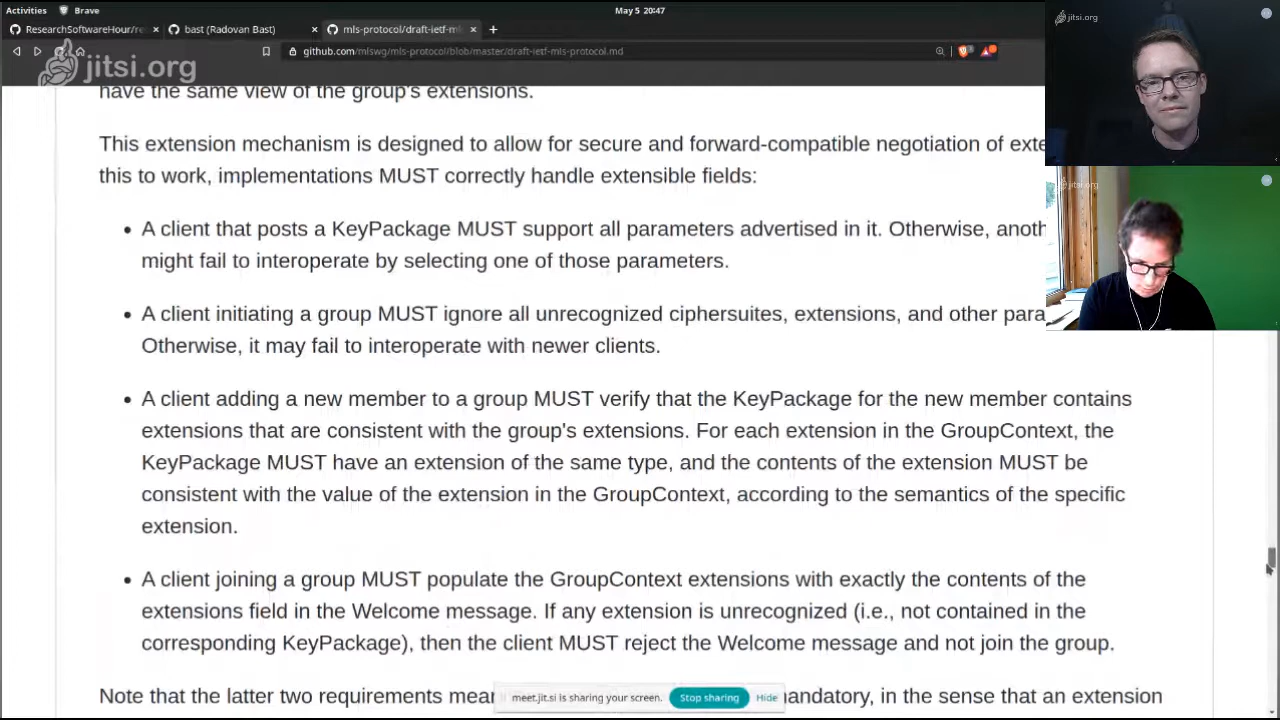 Activities Brave May 5 20:47
ResearchSoftwareHour/re × bast (Radovan Bast) × mls-protocol/draft-ietf-ml × +
github.com/mlswg/mls-protocol/blob/master/draft-ietf-mls-protocol.md
jitsi.org
jitsi.org
jitsi.org
have the same view of the group's extensions.
This extension mechanism is designed to allow for secure and forward-compatible negotiation of exte
this to work, implementations MUST correctly handle extensible fields:
• A client that posts a KeyPackage MUST support all parameters advertised in it. Otherwise, anoth
might fail to interoperate by selecting one of those parameters.
• A client initiating a group MUST ignore all unrecognized ciphersuites, extensions, and other para
Otherwise, it may fail to interoperate with newer clients.
• A client adding a new member to a group MUST verify that the KeyPackage for the new member contains
extensions that are consistent with the group's extensions. For each extension in the GroupContext, the
KeyPackage MUST have an extension of the same type, and the contents of the extension MUST be
consistent with the value of the extension in the GroupContext, according to the semantics of the specific
extension.
• A client joining a group MUST populate the GroupContext extensions with exactly the contents of the
extensions field in the Welcome message. If any extension is unrecognized (i.e., not contained in the
corresponding KeyPackage), then the client MUST reject the Welcome message and not join the group.
Note that the latter two requirements mean andatory, in the sense that an extension
meet.jit.si is sharing your screen. Stop sharing Hide